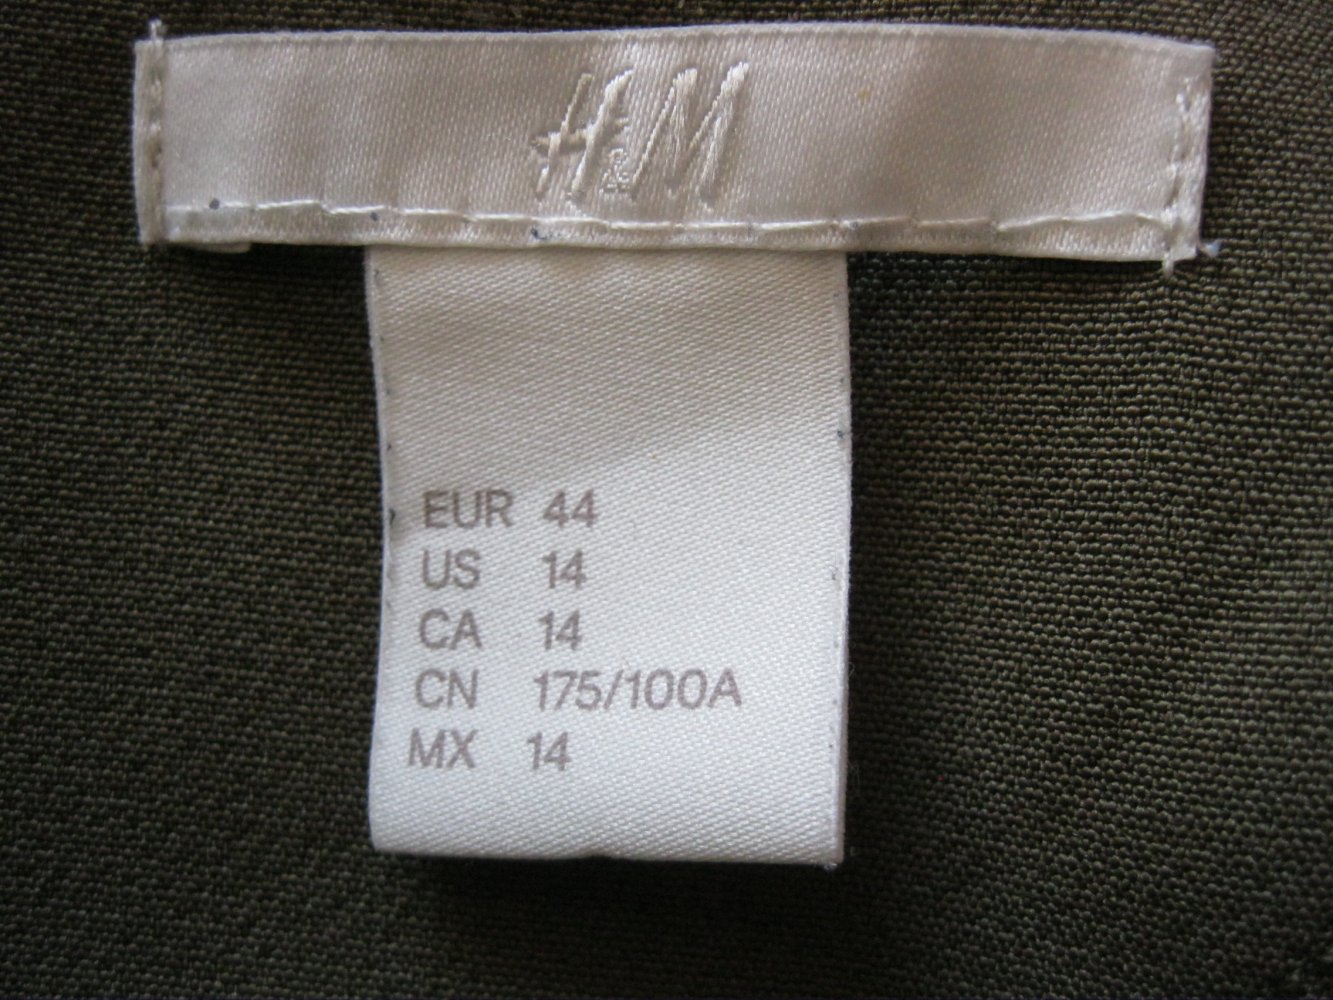 H&M
EUR 44
US 14
CA 14
CN 175/100A
MX 14